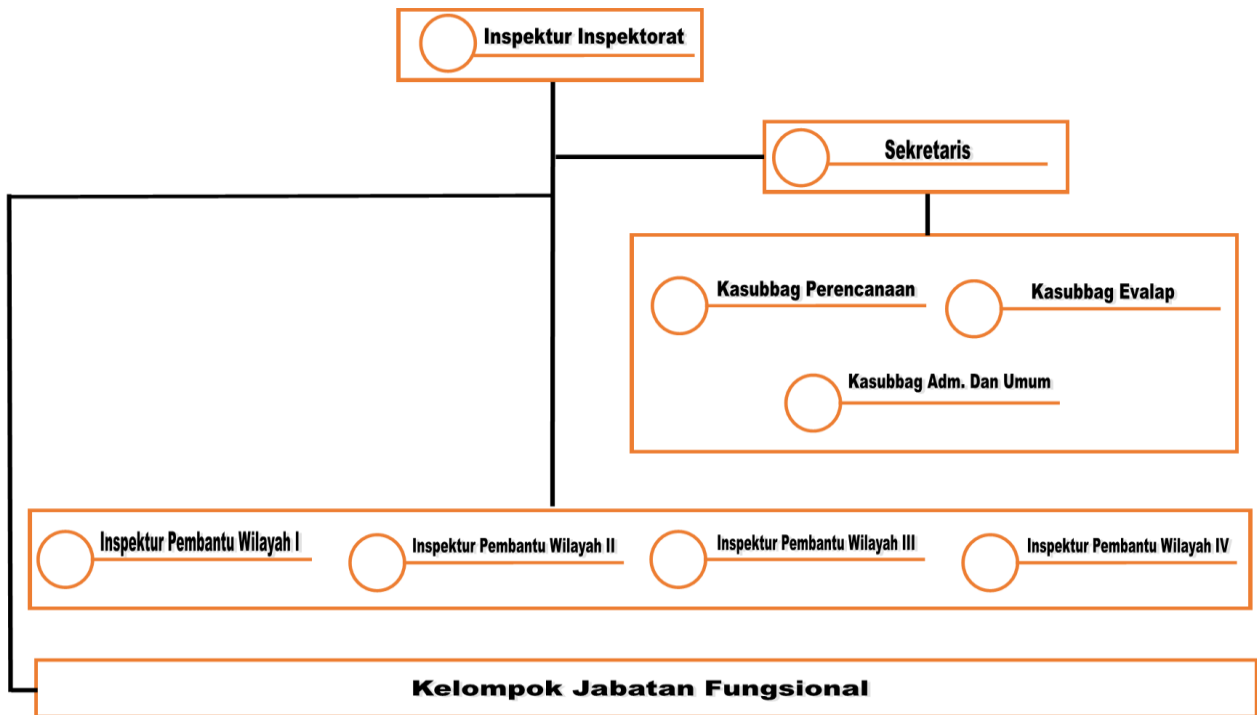 Inspektur Inspektorat
Sekretaris
Kasubbag Perencanaan
Kasubbag Evalap
Kasubbag Adm. Dan Umum
Inspektur Pembantu Wilayah I
Inspektur Pembantu Wilayah II
Inspektur Pembantu Wilayah III
Inspektur Pembantu Wilayah IV
Kelompok Jabatan Fungsional